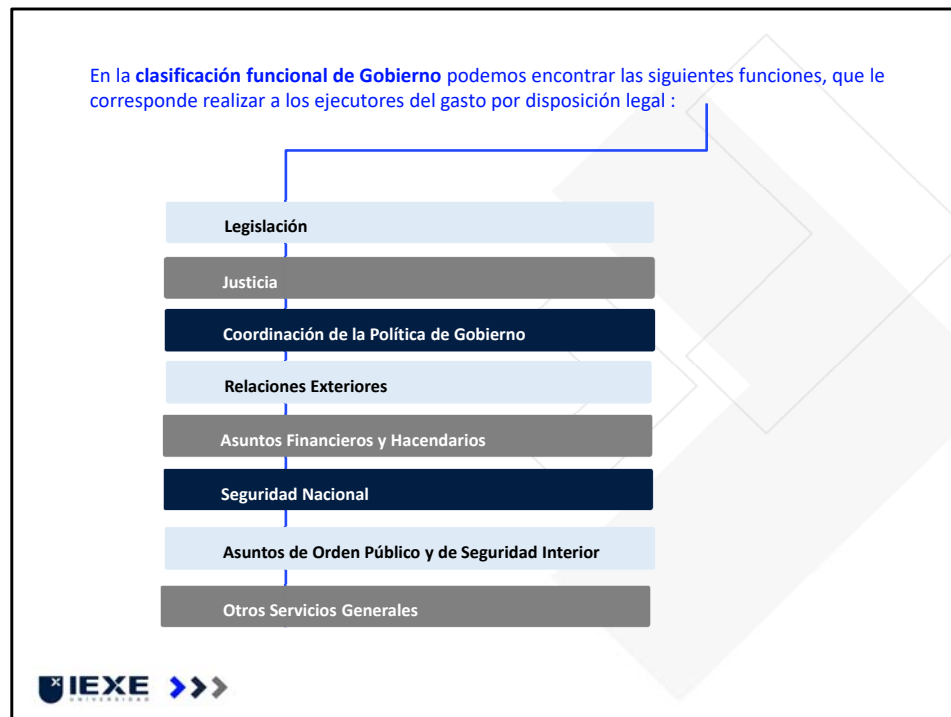 En la clasificación funcional de Gobierno podemos encontrar las siguientes funciones, que le
corresponde realizar a los ejecutores del gasto por disposición legal :
Legislación
Justicia
Coordinación de la Política de Gobierno
Relaciones Exteriores
Asuntos Financieros y Hacendarios
Seguridad Nacional
Asuntos de Orden Público y de Seguridad Interior
Otros Servicios Generales
IEXE
UNIVERSIDAD